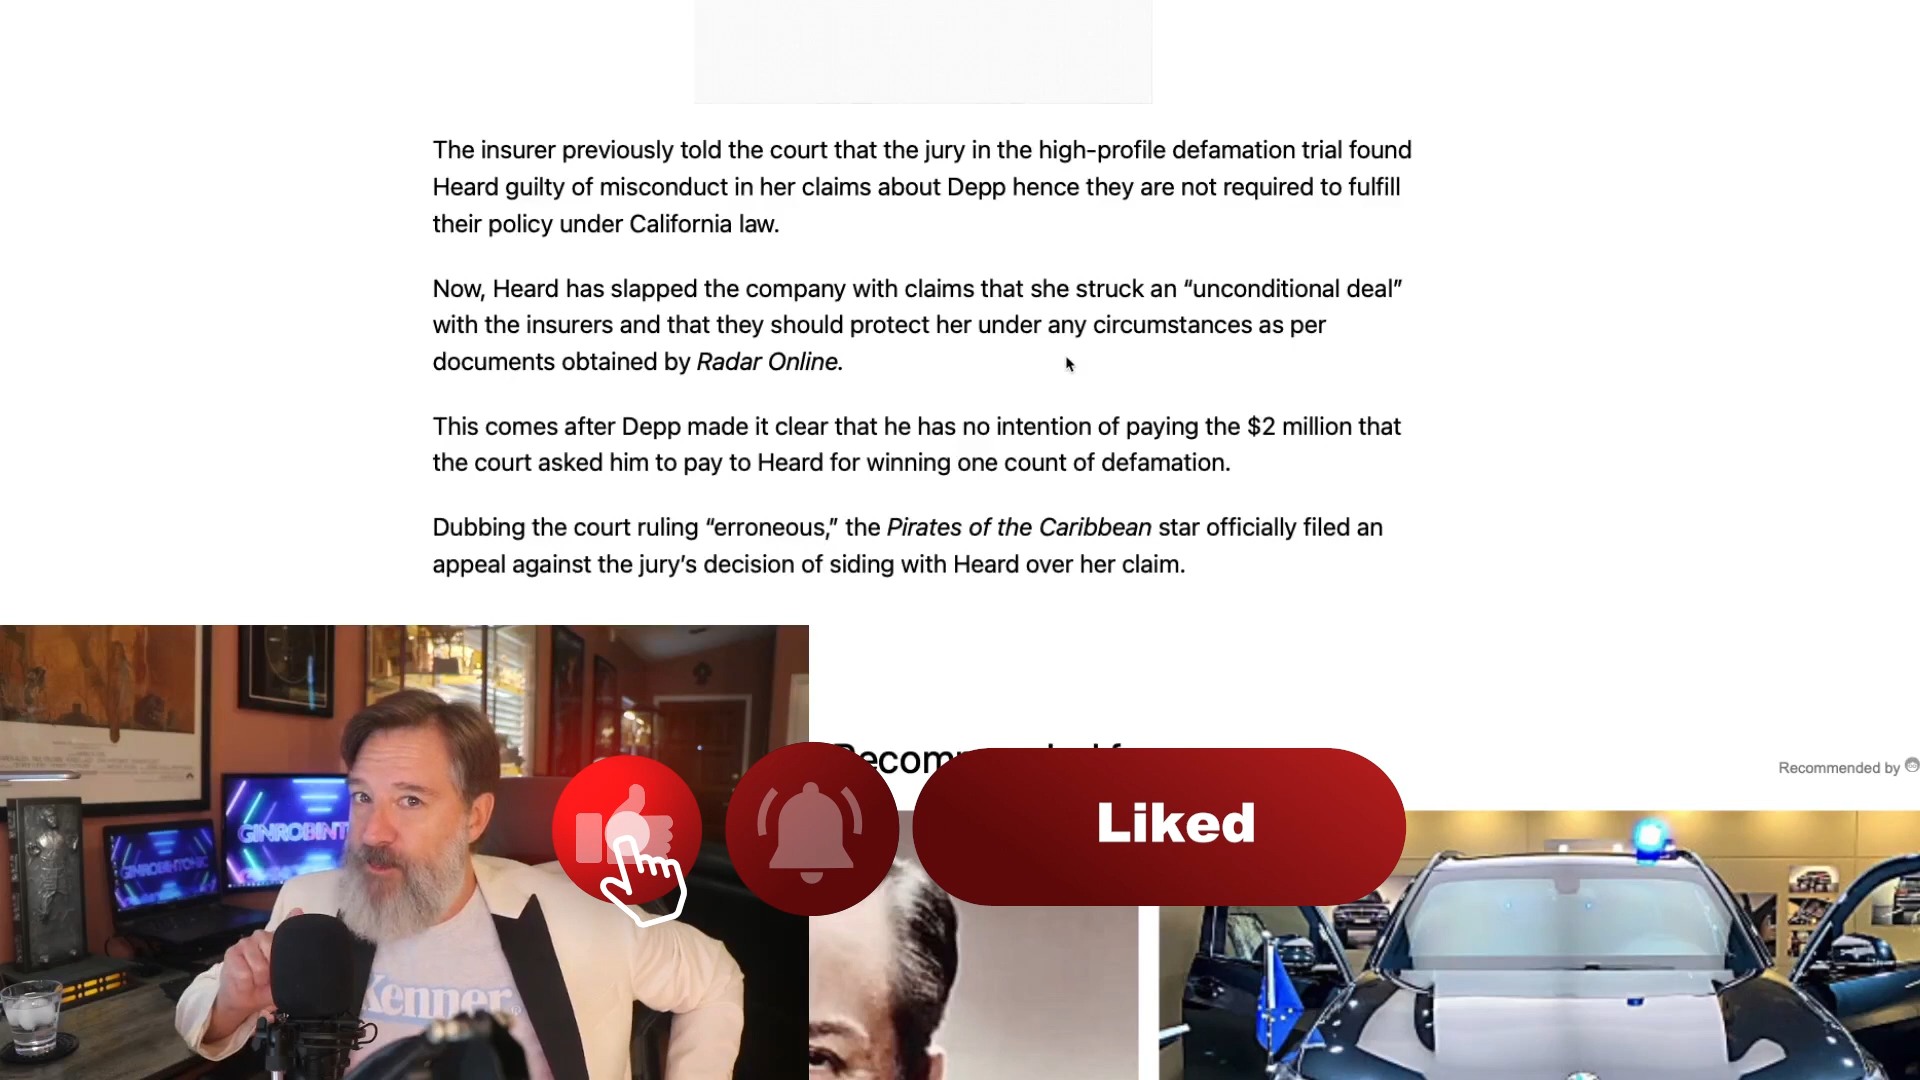 The insurer previously told the court that the jury in the high-profile defamation trial found
Heard guilty of misconduct in her claims about Depp hence they are not required to fulfill
their policy under California law.
Now, Heard has slapped the company with claims that she struck an “unconditional deal”
with the insurers and that they should protect her under any circumstances as per
documents obtained by Radar Online.
This comes after Depp made it clear that he has no intention of paying the $2 million that
the court asked him to pay to Heard for winning one count of defamation.
Dubbing the court ruling “erroneous,” the Pirates of the Caribbean star officially filed an
appeal against the jury’s decision of siding with Heard over her claim.
Recommended by
Liked
GINROBINT
GINROBINTONIC
Kenner